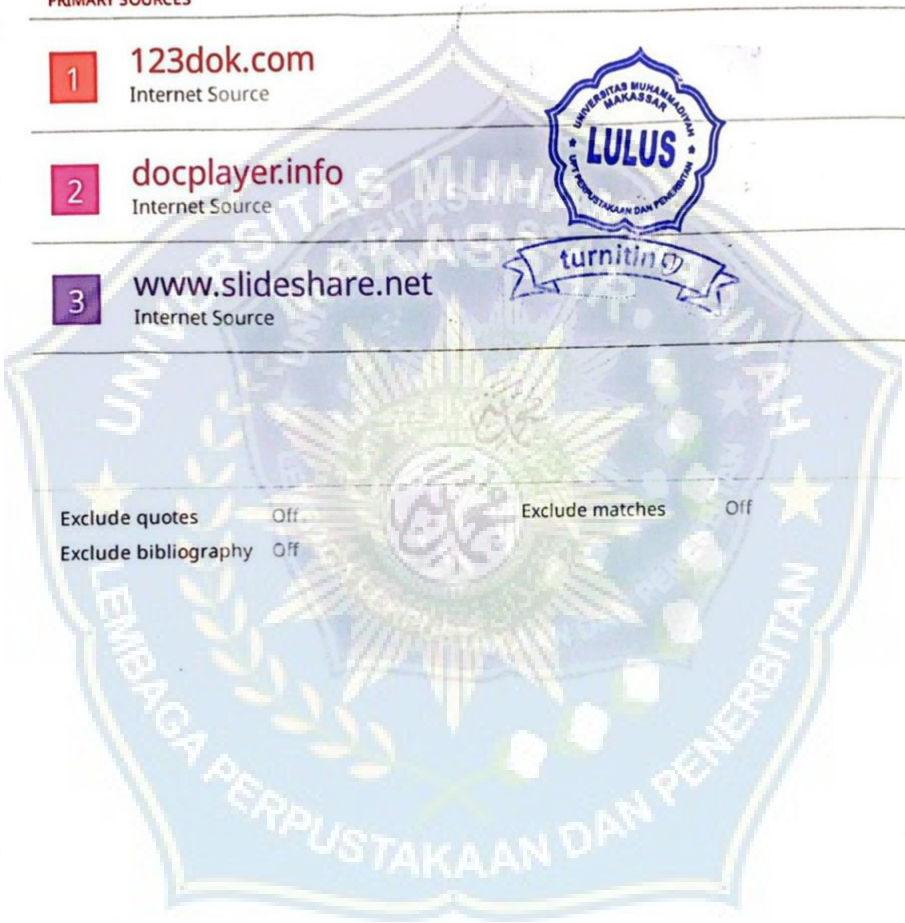 PRIMARY SOURCES
1
123dok.com
Internet Source
UNIVERSITAS MUHAMMADIYAH
MAKASSAR
LULUS
UPT PERPUSTAKAAN DAN PENERBITAN
turnitin
2
docplayer.info
Internet Source
3
www.slideshare.net
Internet Source
Exclude quotes Off
Exclude matches Off
Exclude bibliography Off
UNIVERSITAS MUHAMMADIYAH
MAKASSAR
LEMBAGA PERPUSTAKAAN DAN PENERBITAN